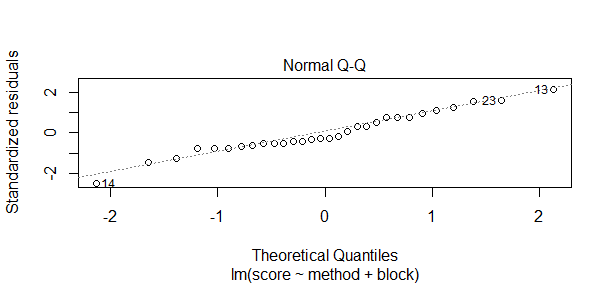 Normal Q-Q
Standardized residuals
2
0
-2
14
23
13
-2 -1 0 1 2
Theoretical Quantiles
lm(score ~ method + block)